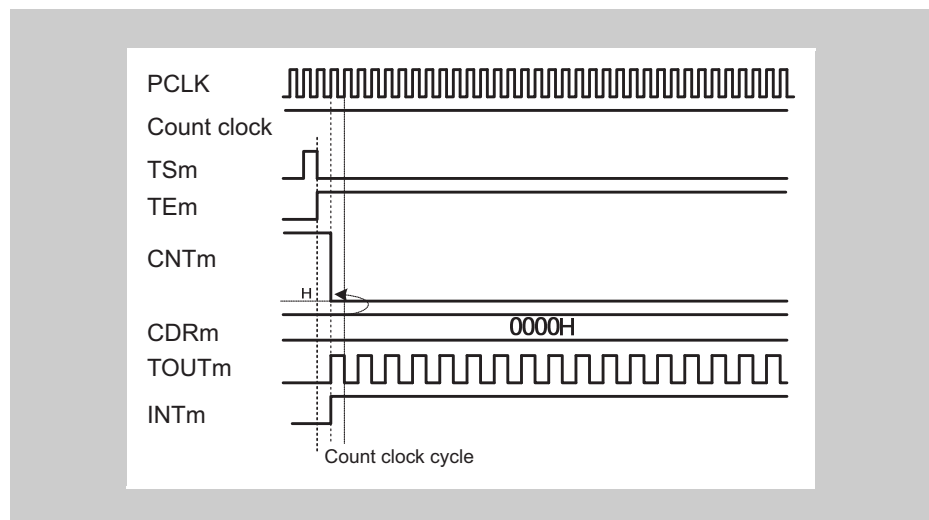 PCLK
Count clock
TSm
TEm
CNTm
H
CDRm
0000H
TOUTm
INTm
Count clock cycle